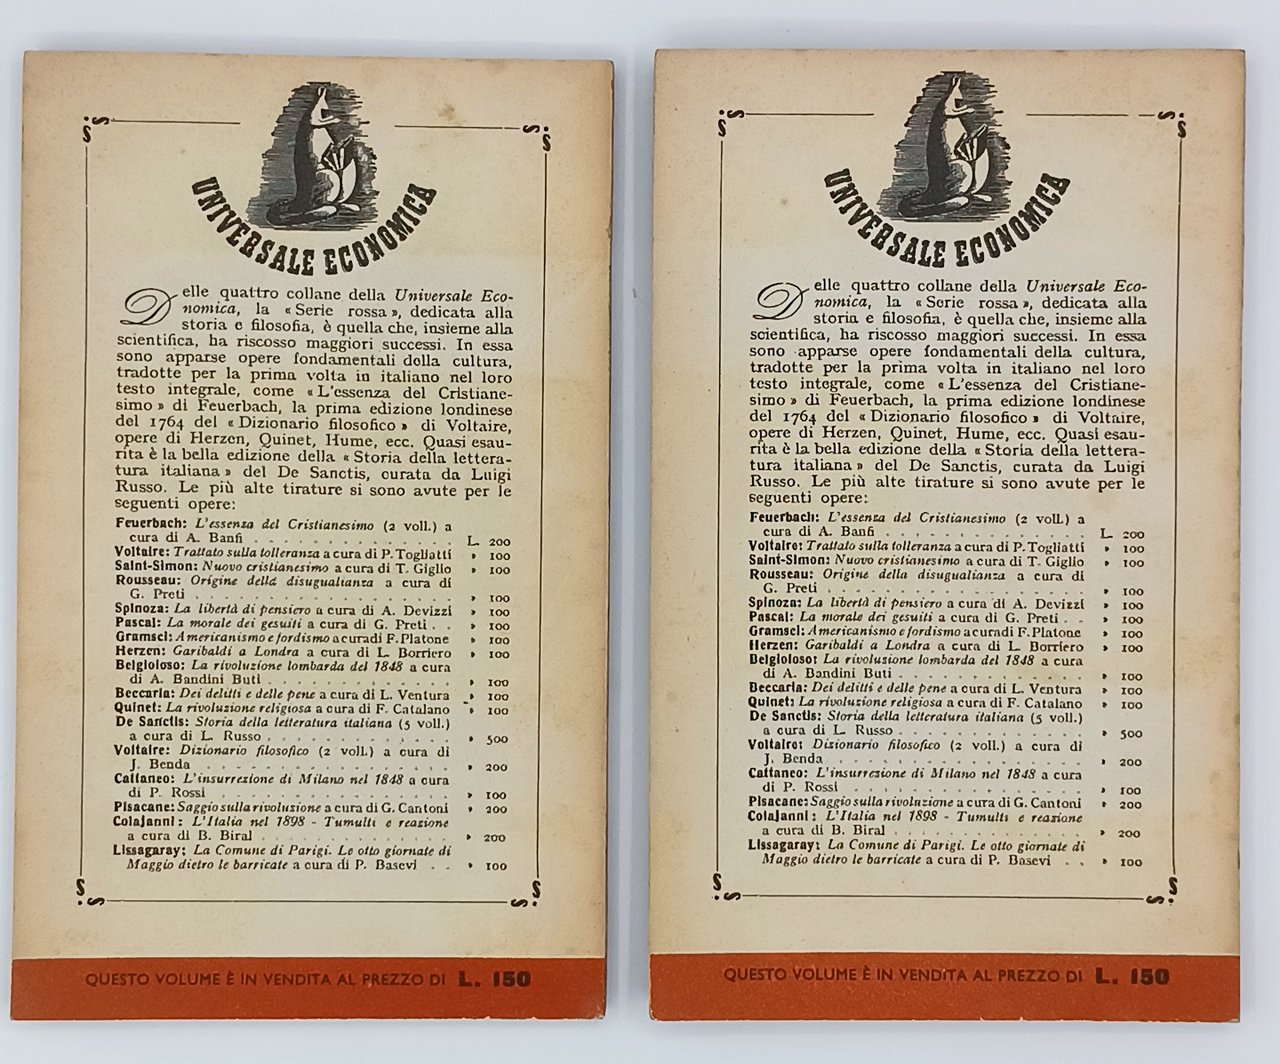 UNIVERSALE ECONOMICA
Delle quattro collane della Universale Eco-
nomica, la « Serie rossa », dedicata alla
storia e filosofia, è quella che, insieme alla
scientifica, ha riscosso maggiori successi. In essa
sono apparse opere fondamentali della cultura,
tradotte per la prima volta in italiano nel loro
testo integrale, come « L'essenza del Cristiane-
simo » di Feuerbach, la prima edizione londinese
del 1764 del « Dizionario filosofico » di Voltaire,
opere di Herzen, Quinet, Hume, ecc. Quasi esau-
rita è la bella edizione della « Storia della lettera-
tura italiana » del De Sanctis, curata da Luigi
Russo. Le più alte tirature si sono avute per le
seguenti opere:
Feuerbach: L'essenza del Cristianesimo (2 voll.) a
cura di A. Banfi . . . . . . . . . . . . . L. 200
Voltaire: Trattato sulla tolleranza a cura di P. Togliatti » 100
Saint-Simon: Nuovo cristianesimo a cura di T. Giglio » 100
Rousseau: Origine della disugualianza a cura di
G. Preti . . . . . . . . . . . . . . . . » 100
Spinoza: La libertà di pensiero a cura di A. Devizzi » 100
Pascal: La morale dei gesuiti a cura di G. Preti . . » 100
Gramsci: Americanismo e fordismo a cura di F. Platone » 100
Herzen: Garibaldi a Londra a cura di L. Borriero » 100
Belgioioso: La rivoluzione lombarda del 1848 a cura
di A. Bandini Buti . . . . . . . . . . . . » 100
Beccaria: Dei delitti e delle pene a cura di L. Ventura » 100
Quinet: La rivoluzione religiosa a cura di F. Catalano » 100
De Sanctis: Storia della letteratura italiana (5 voll.)
a cura di L. Russo . . . . . . . . . . . . » 500
Voltaire: Dizionario filosofico (2 voll.) a cura di
J. Benda . . . . . . . . . . . . . . . . » 200
Cattaneo: L'insurrezione di Milano nel 1848 a cura
di P. Rossi . . . . . . . . . . . . . . . » 100
Pisacane: Saggio sulla rivoluzione a cura di G. Cantoni » 200
Colajanni: L'Italia nel 1898 - Tumulti e reazione
a cura di B. Biral . . . . . . . . . . . . » 200
Lissagaray: La Comune di Parigi. Le otto giornate di
Maggio dietro le barricate a cura di P. Basevi . . » 100
QUESTO VOLUME È IN VENDITA AL PREZZO DI L. 150
UNIVERSALE ECONOMICA
Delle quattro collane della Universale Eco-
nomica, la « Serie rossa », dedicata alla
storia e filosofia, è quella che, insieme alla
scientifica, ha riscosso maggiori successi. In essa
sono apparse opere fondamentali della cultura,
tradotte per la prima volta in italiano nel loro
testo integrale, come « L'essenza del Cristiane-
simo » di Feuerbach, la prima edizione londinese
del 1764 del « Dizionario filosofico » di Voltaire,
opere di Herzen, Quinet, Hume, ecc. Quasi esau-
rita è la bella edizione della « Storia della lettera-
tura italiana » del De Sanctis, curata da Luigi
Russo. Le più alte tirature si sono avute per le
seguenti opere:
Feuerbach: L'essenza del Cristianesimo (2 voll.) a
cura di A. Banfi . . . . . . . . . . . . . L. 200
Voltaire: Trattato sulla tolleranza a cura di P. Togliatti » 100
Saint-Simon: Nuovo cristianesimo a cura di T. Giglio » 100
Rousseau: Origine della disugualianza a cura di
G. Preti . . . . . . . . . . . . . . . . » 100
Spinoza: La libertà di pensiero a cura di A. Devizzi » 100
Pascal: La morale dei gesuiti a cura di G. Preti . . » 100
Gramsci: Americanismo e fordismo a cura di F. Platone » 100
Herzen: Garibaldi a Londra a cura di L. Borriero » 100
Belgioioso: La rivoluzione lombarda del 1848 a cura
di A. Bandini Buti . . . . . . . . . . . . » 100
Beccaria: Dei delitti e delle pene a cura di L. Ventura » 100
Quinet: La rivoluzione religiosa a cura di F. Catalano » 100
De Sanctis: Storia della letteratura italiana (5 voll.)
a cura di L. Russo . . . . . . . . . . . . » 500
Voltaire: Dizionario filosofico (2 voll.) a cura di
J. Benda . . . . . . . . . . . . . . . . » 200
Cattaneo: L'insurrezione di Milano nel 1848 a cura
di P. Rossi . . . . . . . . . . . . . . . » 100
Pisacane: Saggio sulla rivoluzione a cura di G. Cantoni » 200
Colajanni: L'Italia nel 1898 - Tumulti e reazione
a cura di B. Biral . . . . . . . . . . . . » 200
Lissagaray: La Comune di Parigi. Le otto giornate di
Maggio dietro le barricate a cura di P. Basevi . . » 100
QUESTO VOLUME È IN VENDITA AL PREZZO DI L. 150